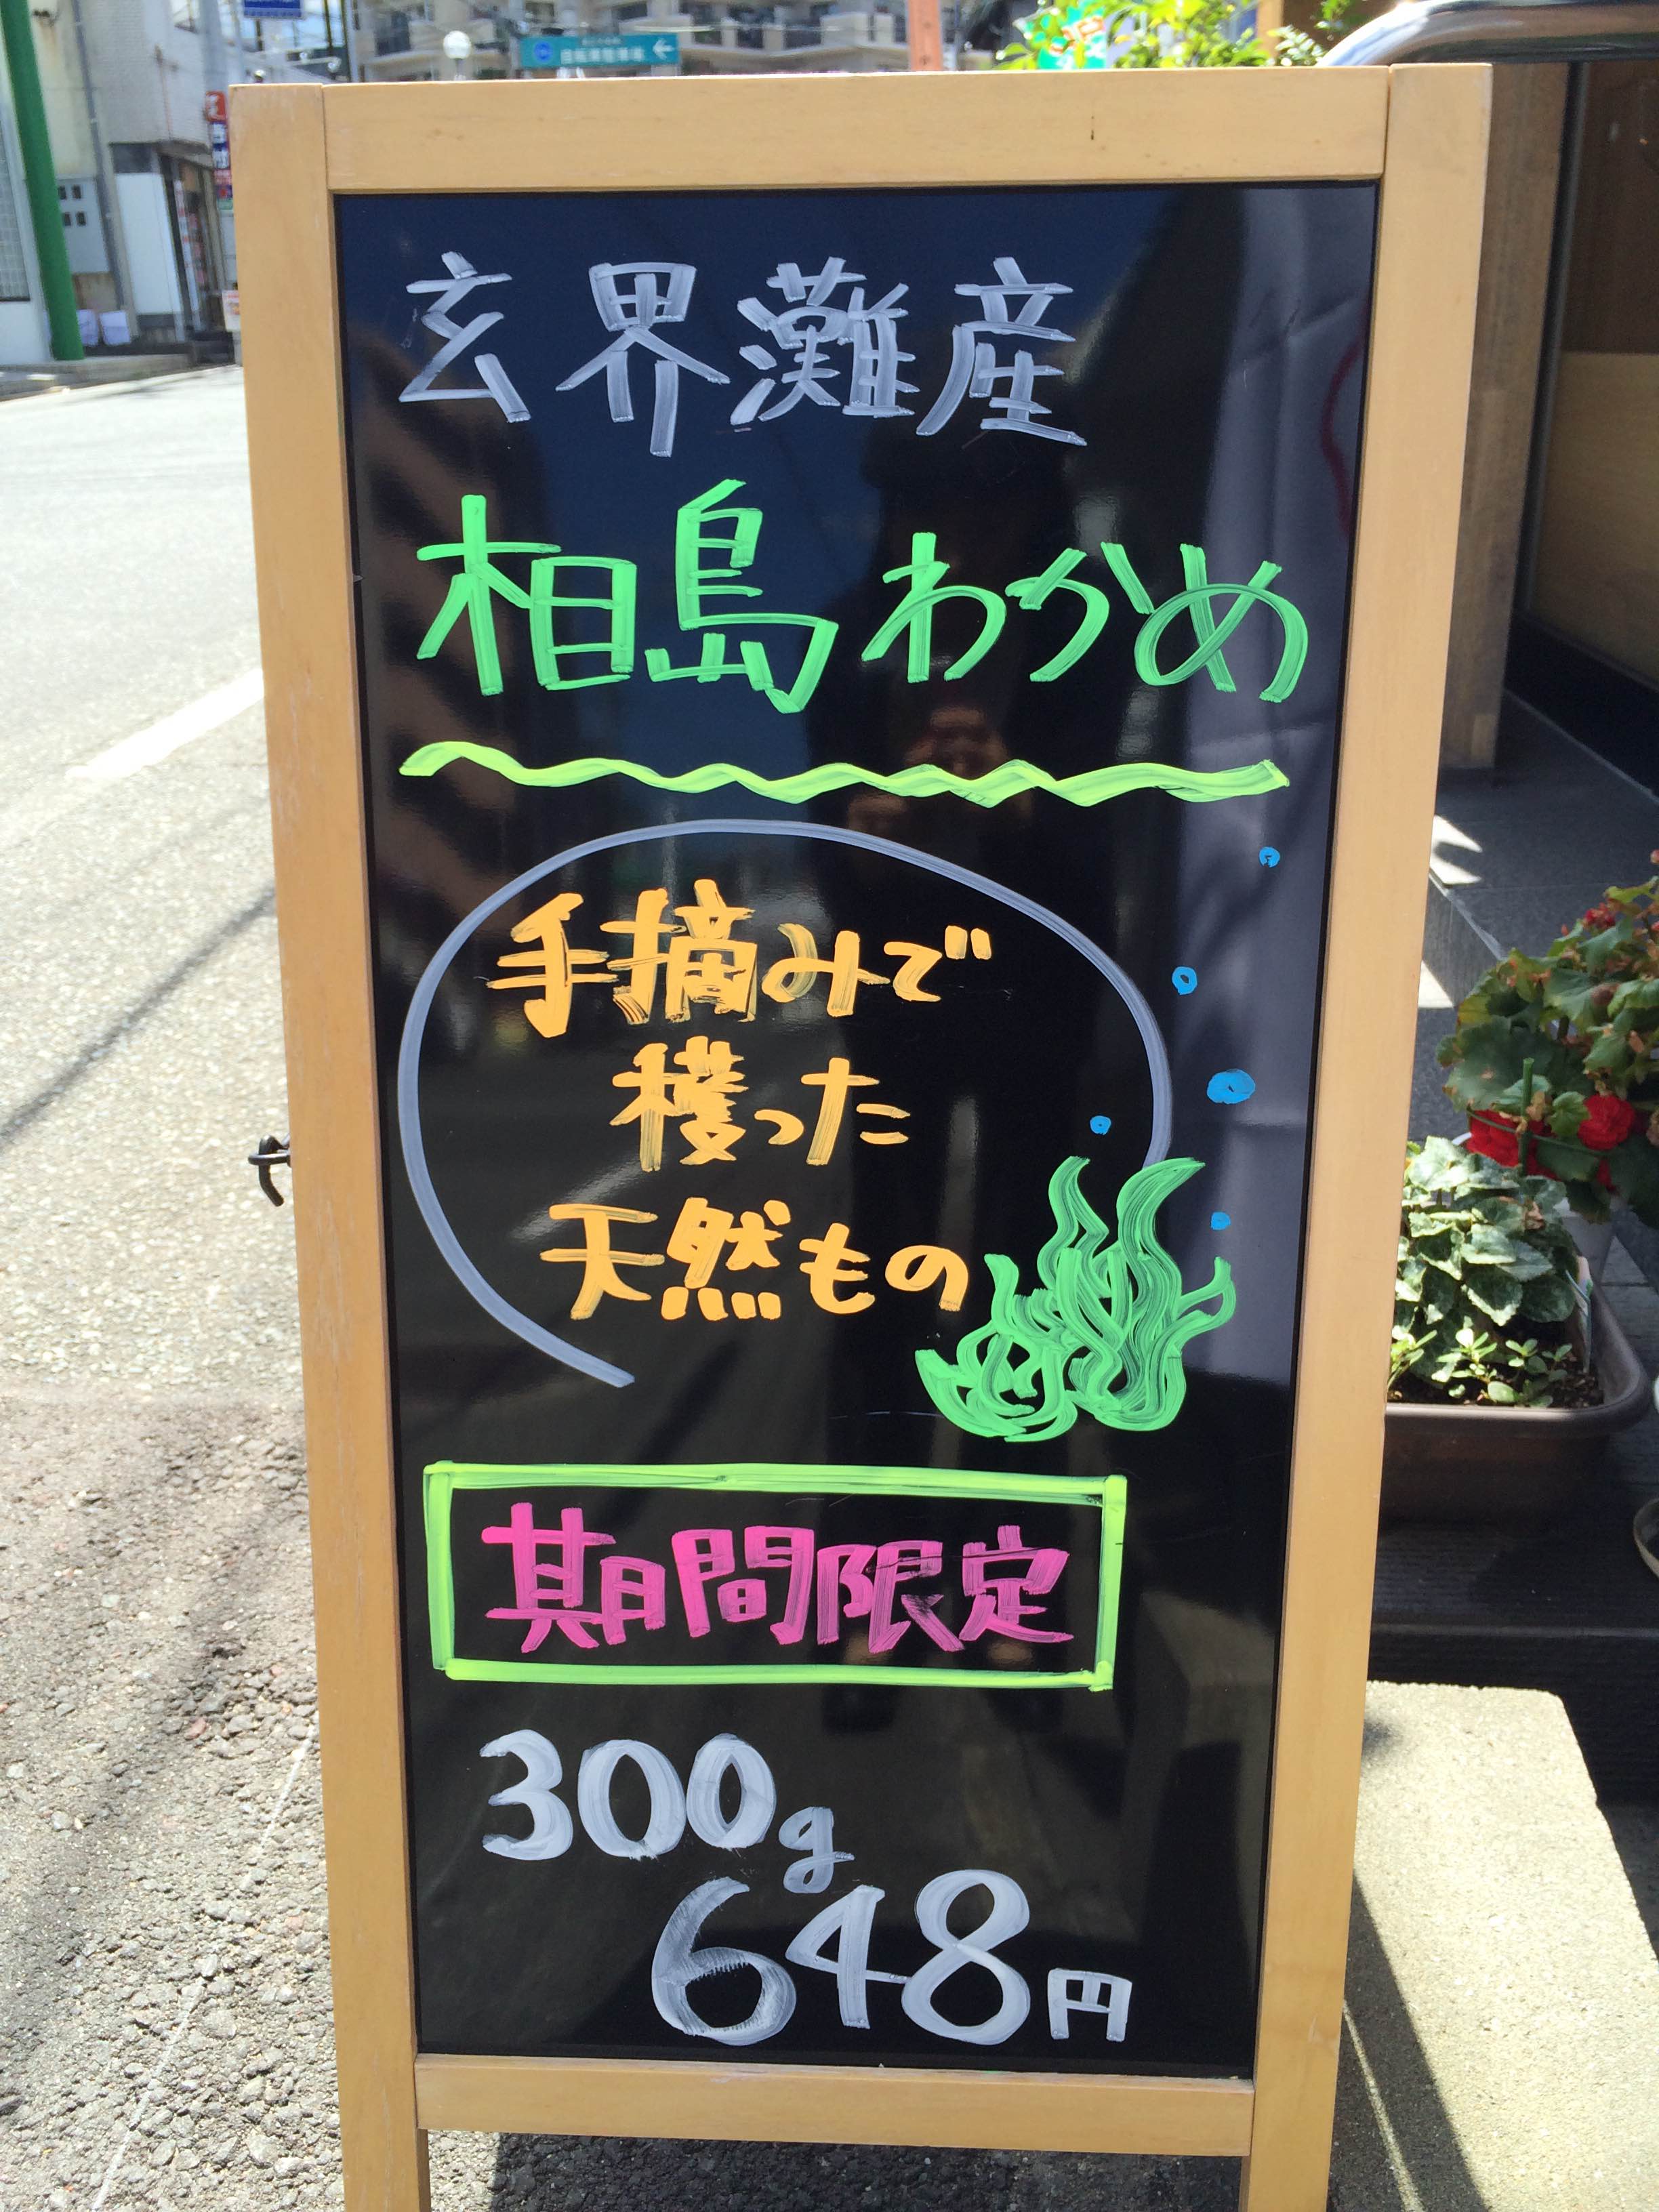 玄界灘産
相島わかめ
手摘みで
穫った
天然もの
期間限定
300g
648円